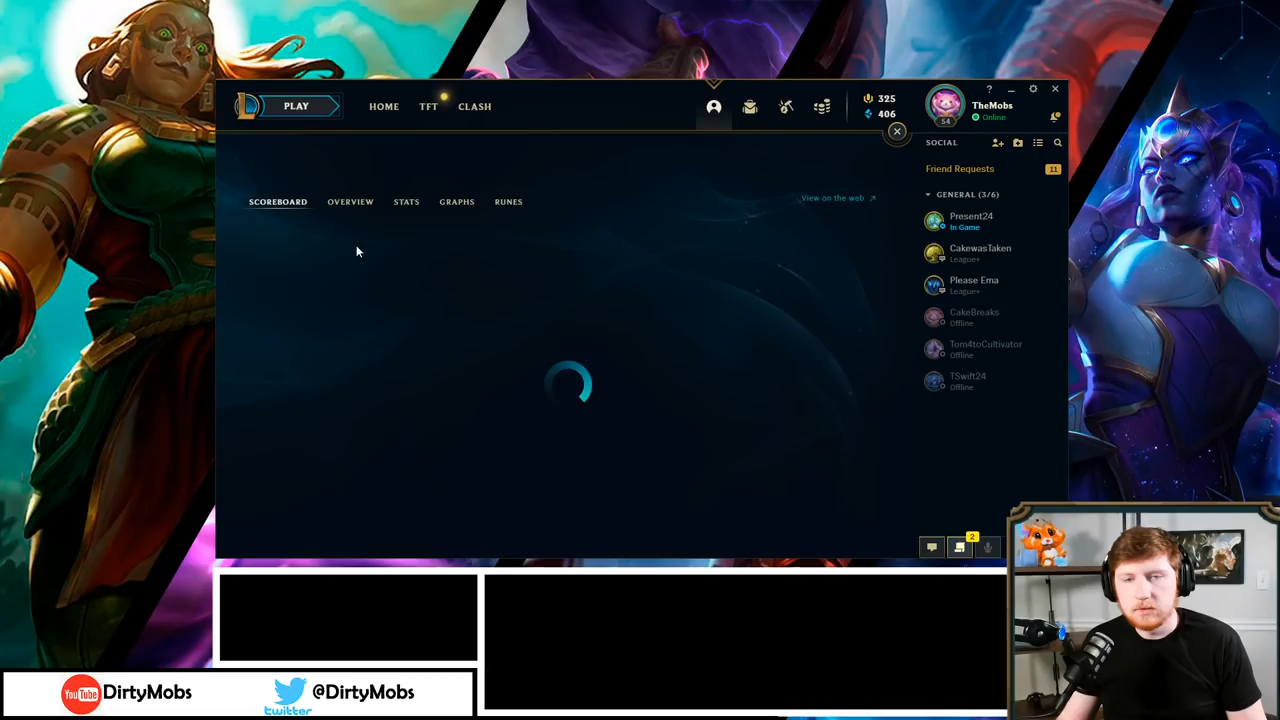 PLAY
HOME
TFT
CLASH
325
406
54
TheMobs
Online
?
SOCIAL
SCOREBOARD
OVERVIEW
STATS
GRAPHS
RUNES
View on the web
Friend Requests
11
GENERAL (3/6)
Present24
In Game
CakewasTaken
League+
Please Ema
League+
CakeBreaks
Offline
Tom4toCultivator
Offline
TSwift24
Offline
2
You Tube DirtyMobs
twitter @DirtyMobs